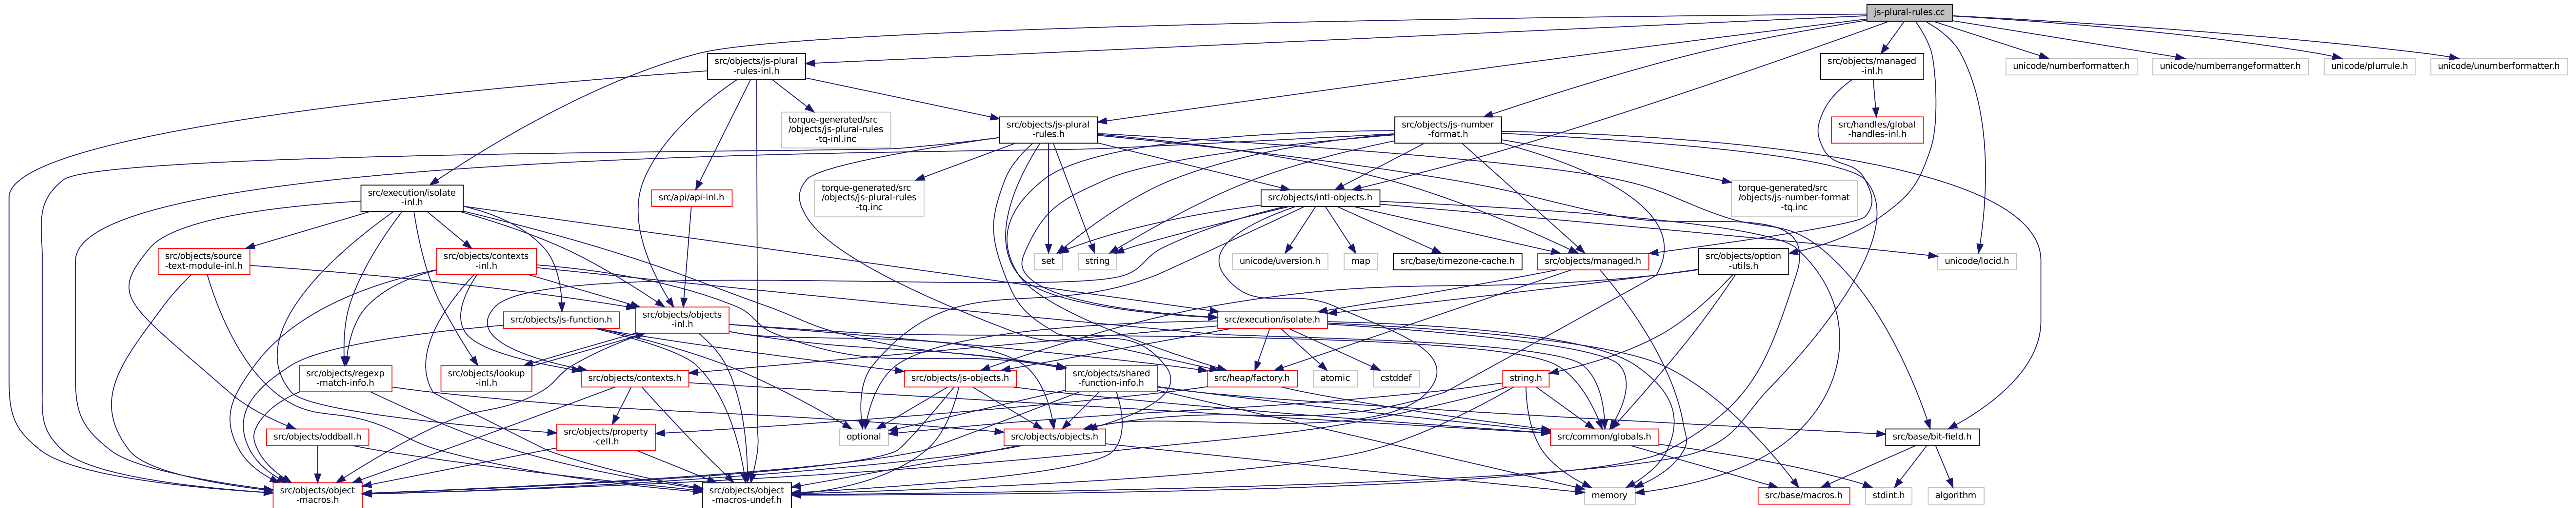 js-plural-rules.cc
src/objects/js-plural
-rules-inl.h
src/objects/managed
-inl.h
unicode/numberformatter.h
unicode/numberrangeformatter.h
unicode/plurrule.h
unicode/unumberformatter.h
torque-generated/src
/objects/js-plural-rules
-tq-inl.inc
src/objects/js-plural
-rules.h
src/objects/js-number
-format.h
src/handles/global
-handles-inl.h
src/execution/isolate
-inl.h
src/api/api-inl.h
torque-generated/src
/objects/js-plural-rules
-tq.inc
src/objects/intl-objects.h
torque-generated/src
/objects/js-number-format
-tq.inc
src/objects/source
-text-module-inl.h
src/objects/contexts
-inl.h
set
string
unicode/uversion.h
map
src/base/timezone-cache.h
src/objects/managed.h
src/objects/option
-utils.h
unicode/locid.h
src/objects/js-function.h
src/objects/objects
-inl.h
src/execution/isolate.h
src/objects/regexp
-match-info.h
src/objects/lookup
-inl.h
src/objects/contexts.h
src/objects/js-objects.h
src/objects/shared
-function-info.h
src/heap/factory.h
atomic
cstddef
string.h
src/objects/oddball.h
src/objects/property
-cell.h
optional
src/objects/objects.h
src/common/globals.h
src/base/bit-field.h
src/objects/object
-macros.h
src/objects/object
-macros-undef.h
memory
src/base/macros.h
stdint.h
algorithm